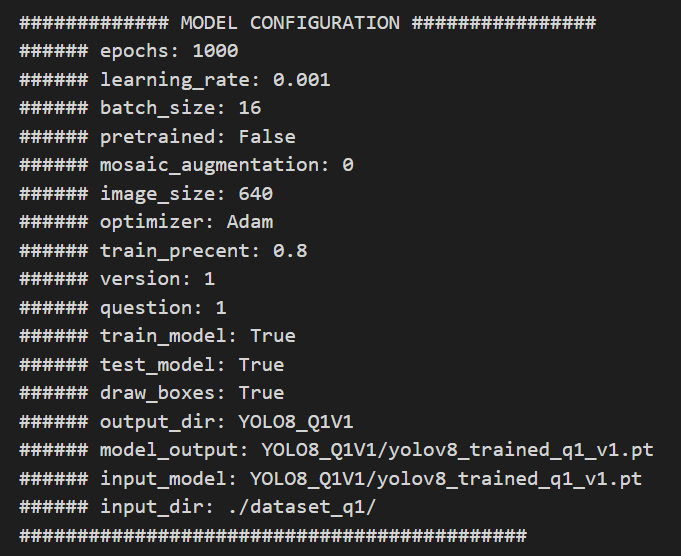 ############# MODEL CONFIGURATION ################
###### epochs: 1000
###### learning_rate: 0.001
###### batch_size: 16
###### pretrained: False
###### mosaic_augmentation: 0
###### image_size: 640
###### optimizer: Adam
###### train_precent: 0.8
###### version: 1
###### question: 1
###### train_model: True
###### test_model: True
###### draw_boxes: True
###### output_dir: YOLO8_Q1V1
###### model_output: YOLO8_Q1V1/yolov8_trained_q1_v1.pt
###### input_model: YOLO8_Q1V1/yolov8_trained_q1_v1.pt
###### input_dir: ./dataset_q1/
############################################